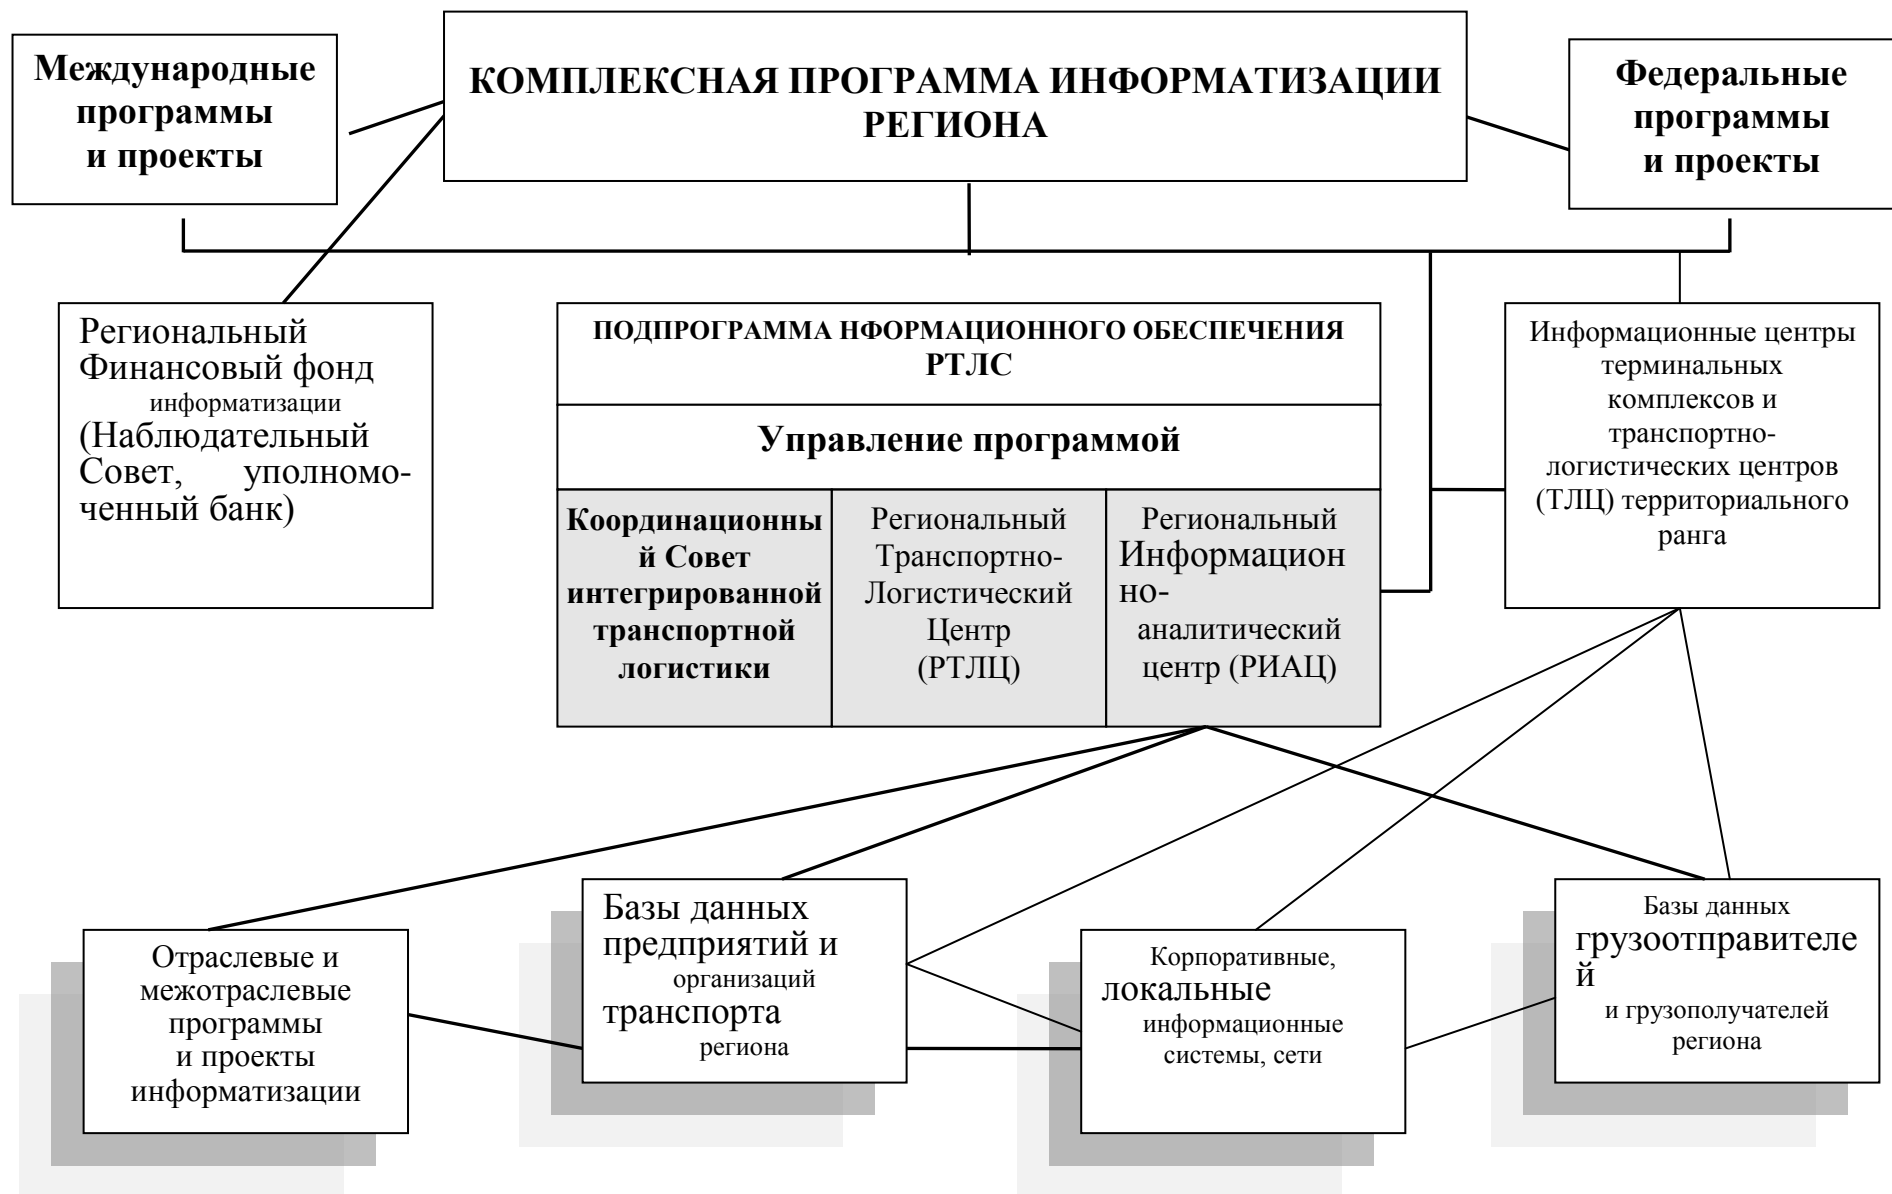 Международные
программы
и проекты
КОМПЛЕКСНАЯ ПРОГРАММА ИНФОРМАТИЗАЦИИ
РЕГИОНА
Федеральные
программы
и проекты
Региональный
Финансовый фонд
информатизации
(Наблюдательный
Совет, уполномо-
ченный банк)
ПОДПРОГРАММА НФОРМАЦИОННОГО ОБЕСПЕЧЕНИЯ
РТЛС
Управление программой
Координационны
й Совет
интегрированной
транспортной
логистики
Региональный
Транспортно-
Логистический
Центр
(РТЛЦ)
Региональный
Информацион
но-
аналитический
центр (РИАЦ)
Информационные центры
терминальных
комплексов и
транспортно-
логистических центров
(ТЛЦ) территориального
ранга
Отраслевые и
межотраслевые
программы
и проекты
информатизации
Базы данных
предприятий и
организаций
транспорта
региона
Корпоративные,
локальные
информационные
системы, сети
Базы данных
грузоотправителе
й
и грузополучателей
региона